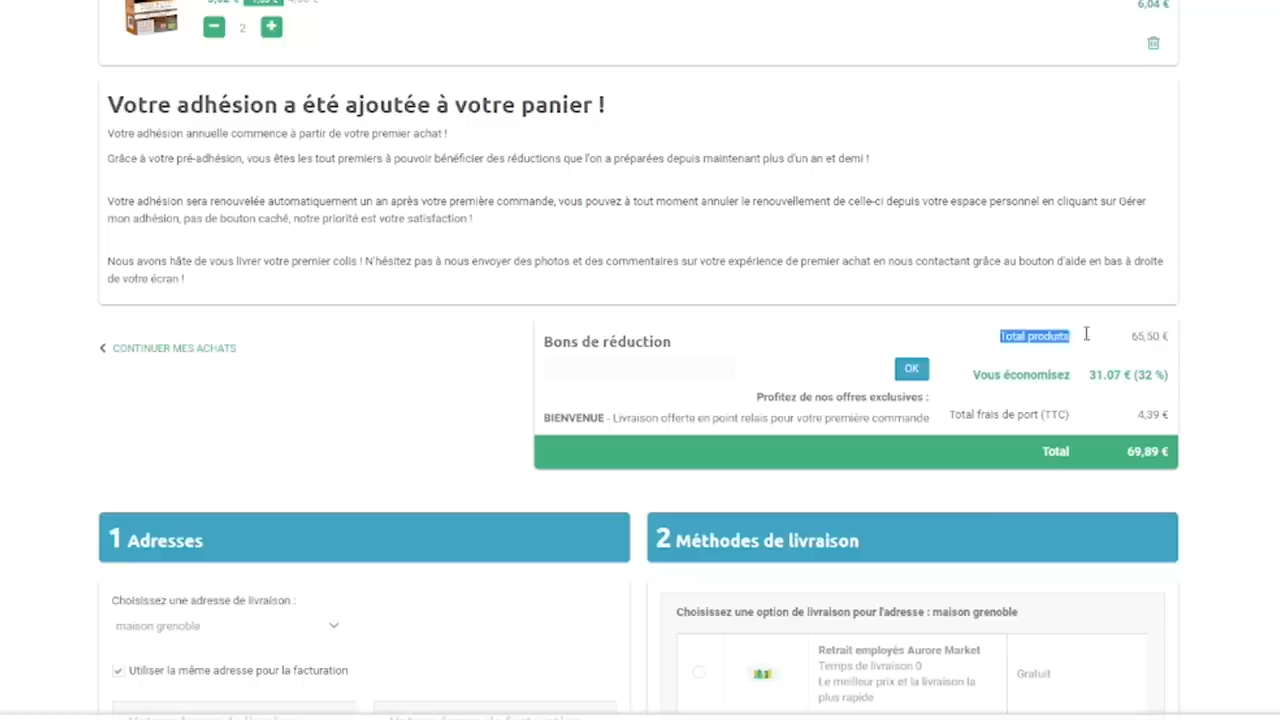 6,04 €
2
Votre adhésion a été ajoutée à votre panier !
Votre adhésion annuelle commence à partir de votre premier achat !
Grâce à votre pré-adhésion, vous êtes les tout premiers à pouvoir bénéficier des réductions que l'on a préparées depuis maintenant plus d'un an et demi !
Votre adhésion sera renouvelée automatiquement un an après votre première commande, vous pouvez à tout moment annuler le renouvellement de celle-ci depuis votre espace personnel en cliquant sur Gérer
mon adhésion, pas de bouton caché, notre priorité est votre satisfaction !
Nous avons hâte de vous livrer votre premier colis ! N'hésitez pas à nous envoyer des photos et des commentaires sur votre expérience de premier achat en nous contactant grâce au bouton d'aide en bas à droite
de votre écran !
CONTINUER MES ACHATS
Bons de réduction
OK
Profitez de nos offres exclusives :
BIENVENUE - Livraison offerte en point relais pour votre première commande
Total produits 65,50 €
Vous économisez 31.07 € (32 %)
Total frais de port (TTC) 4,39 €
Total 69,89 €
1 Adresses
Choisissez une adresse de livraison :
maison grenoble
Utiliser la même adresse pour la facturation
2 Méthodes de livraison
Choisissez une option de livraison pour l'adresse : maison grenoble
Retrait employés Aurore Market
Temps de livraison 0
Le meilleur prix et la livraison la
plus rapide
Gratuit